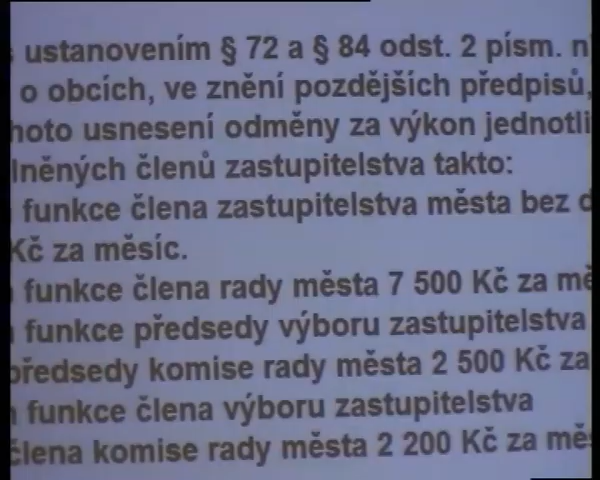 ustanovením § 72 a § 84 odst. 2 písm. n
o obcích, ve znění pozdějších předpisů,
hoto usnesení odměny za výkon jednotli
lněných členů zastupitelstva takto:
funkce člena zastupitelstva města bez d
Kč za měsíc.
funkce člena rady města 7 500 Kč za mě
funkce předsedy výboru zastupitelstva
předsedy komise rady města 2 500 Kč za
funkce člena výboru zastupitelstva
člena komise rady města 2 200 Kč za mě